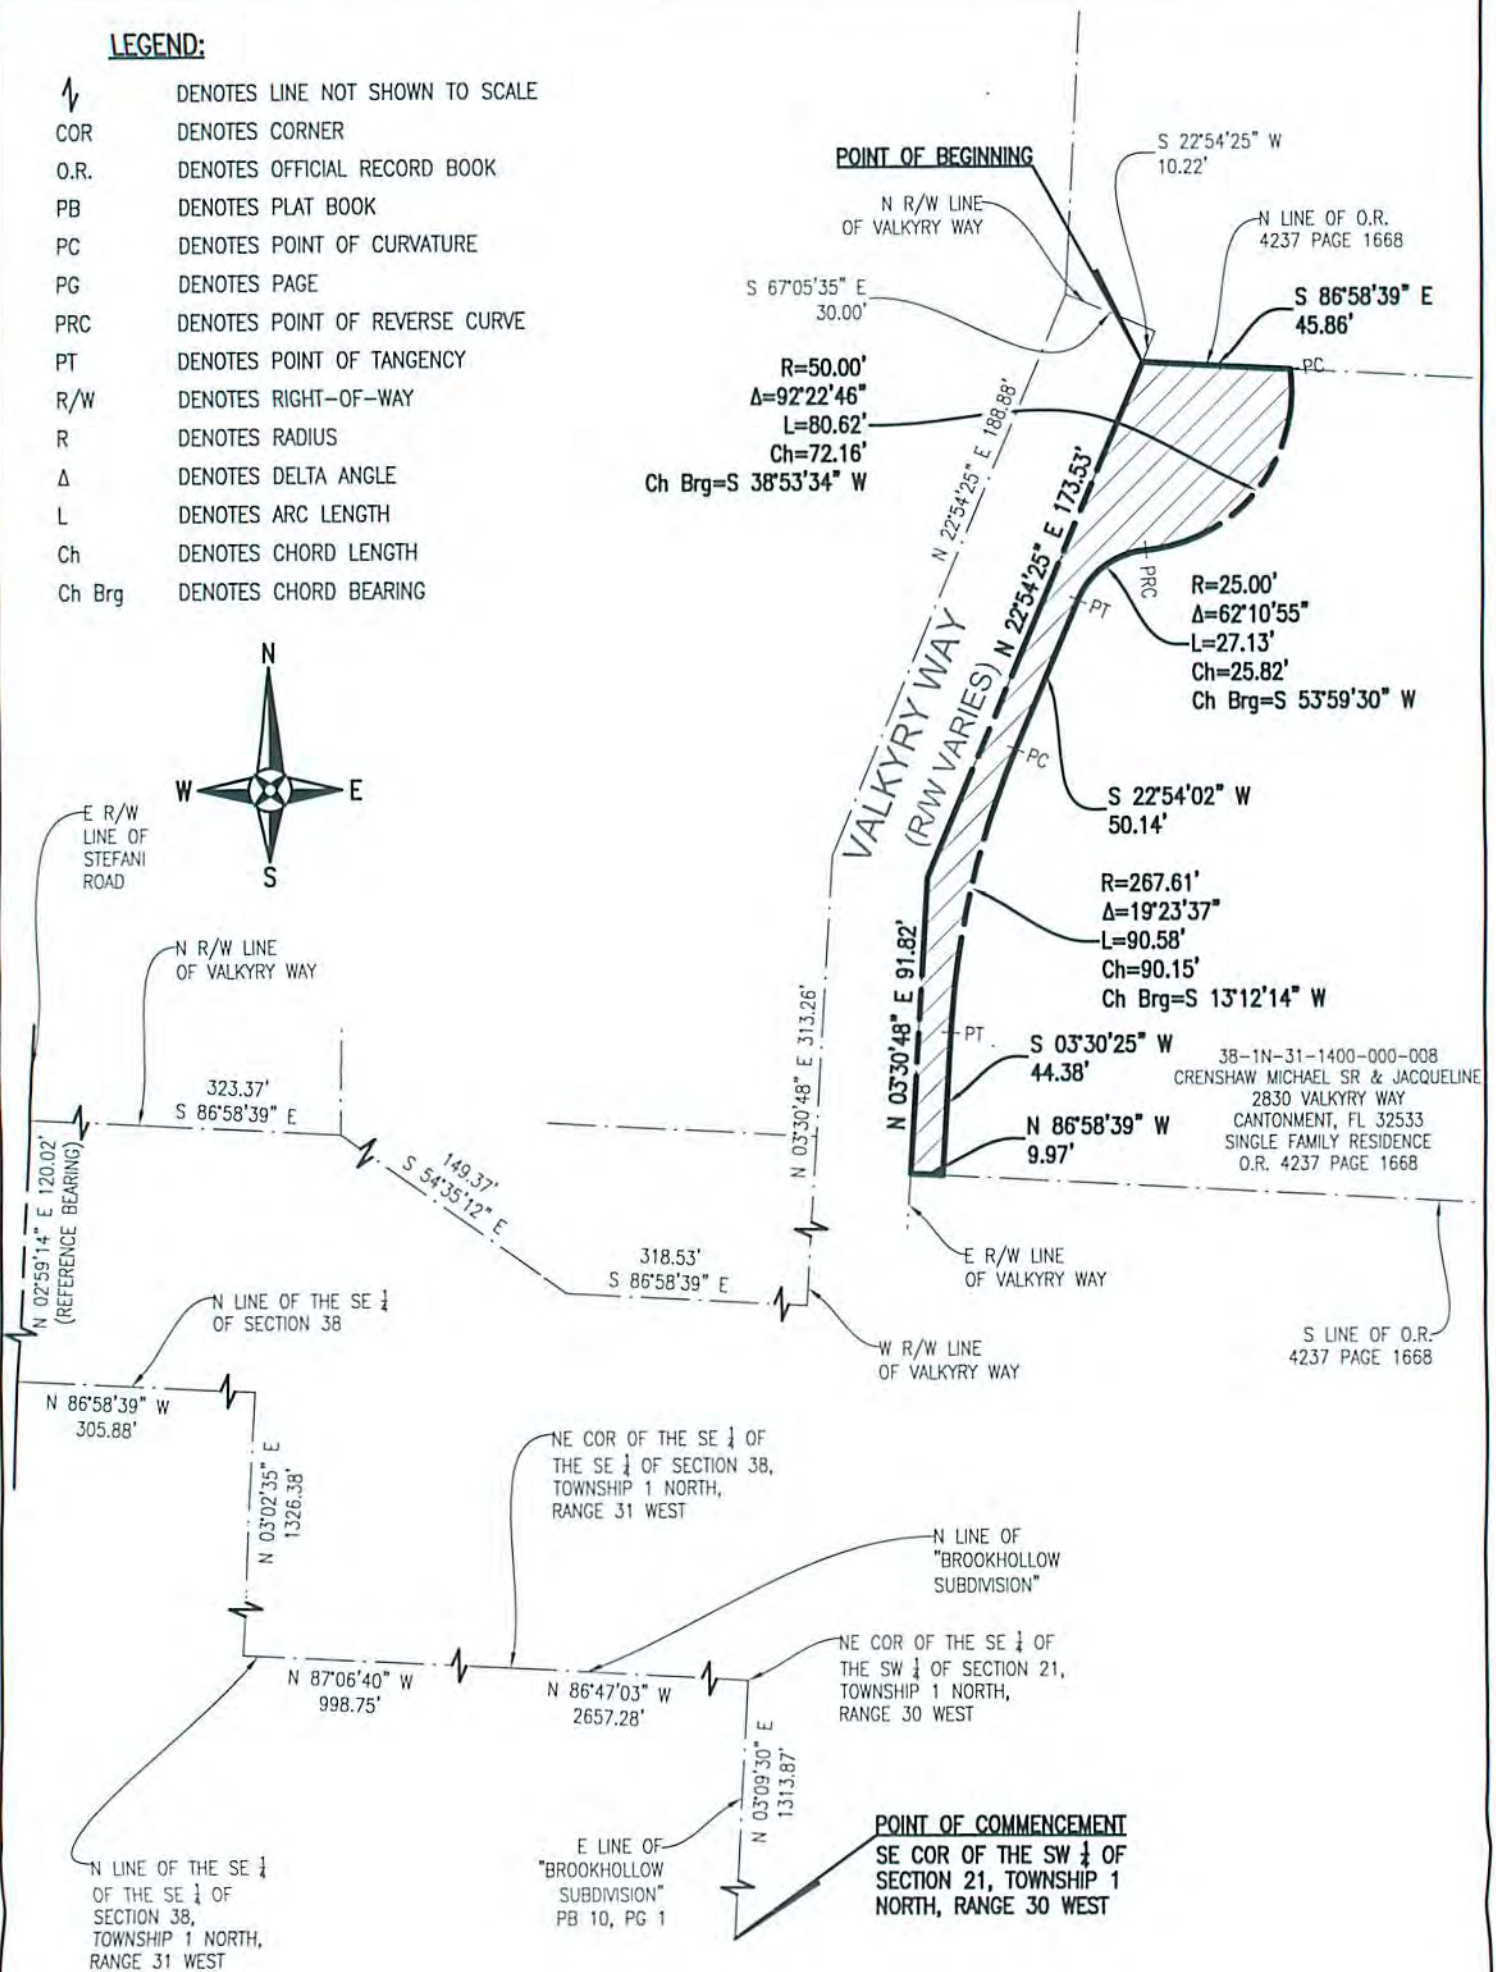 LEGEND:
DENOTES LINE NOT SHOWN TO SCALE
COR DENOTES CORNER
O.R. DENOTES OFFICIAL RECORD BOOK
PB DENOTES PLAT BOOK
PC DENOTES POINT OF CURVATURE
PG DENOTES PAGE
PRC DENOTES POINT OF REVERSE CURVE
PT DENOTES POINT OF TANGENCY
R/W DENOTES RIGHT-OF-WAY
R DENOTES RADIUS
Δ DENOTES DELTA ANGLE
L DENOTES ARC LENGTH
Ch DENOTES CHORD LENGTH
Ch Brg DENOTES CHORD BEARING
N
W
E
S
POINT OF BEGINNING
S 22°54'25" W
10.22'
N R/W LINE
OF VALKYRY WAY
N LINE OF O.R.
4237 PAGE 1668
S 67°05'35" E
30.00'
S 86°58'39" E
45.86'
PC
R=50.00'
Δ=92°22'46"
L=80.62'
Ch=72.16'
Ch Brg=S 38°53'34" W
N 22°54'25" E 188.88'
N 22°54'25" E 173.53'
PRC
PT
R=25.00'
Δ=62°10'55"
L=27.13'
Ch=25.82'
Ch Brg=S 53°59'30" W
VALKYRY WAY
(R/W VARIES)
PC
S 22°54'02" W
50.14'
R=267.61'
Δ=19°23'37"
L=90.58'
Ch=90.15'
Ch Brg=S 13°12'14" W
N 03°30'48" E 91.82'
N 03°30'48" E 313.26'
PT
S 03°30'25" W
44.38'
38-1N-31-1400-000-008
CRENSHAW MICHAEL SR & JACQUELINE
2830 VALKYRY WAY
CANTONMENT, FL 32533
SINGLE FAMILY RESIDENCE
O.R. 4237 PAGE 1668
N 86°58'39" W
9.97'
E R/W LINE
OF VALKYRY WAY
S LINE OF O.R.
4237 PAGE 1668
W R/W LINE
OF VALKYRY WAY
E R/W
LINE OF
STEFANI
ROAD
N R/W LINE
OF VALKYRY WAY
323.37'
S 86°58'39" E
149.37'
S 54°35'12" E
318.53'
S 86°58'39" E
N 02°59'14" E 120.02'
(REFERENCE BEARING)
N LINE OF THE SE 1/4
OF SECTION 38
N 86°58'39" W
305.88'
N 03°02'35" E
1326.38'
NE COR OF THE SE 1/4 OF
THE SE 1/4 OF SECTION 38,
TOWNSHIP 1 NORTH,
RANGE 31 WEST
N LINE OF
"BROOKHOLLOW
SUBDIVISION"
NE COR OF THE SE 1/4 OF
THE SW 1/4 OF SECTION 21,
TOWNSHIP 1 NORTH,
RANGE 30 WEST
N 87°06'40" W
998.75'
N 86°47'03" W
2657.28'
N 03°09'30" E
1313.87'
N LINE OF THE SE 1/4
OF THE SE 1/4 OF
SECTION 38,
TOWNSHIP 1 NORTH,
RANGE 31 WEST
E LINE OF
"BROOKHOLLOW
SUBDIVISION"
PB 10, PG 1
POINT OF COMMENCEMENT
SE COR OF THE SW 1/4 OF
SECTION 21, TOWNSHIP 1
NORTH, RANGE 30 WEST